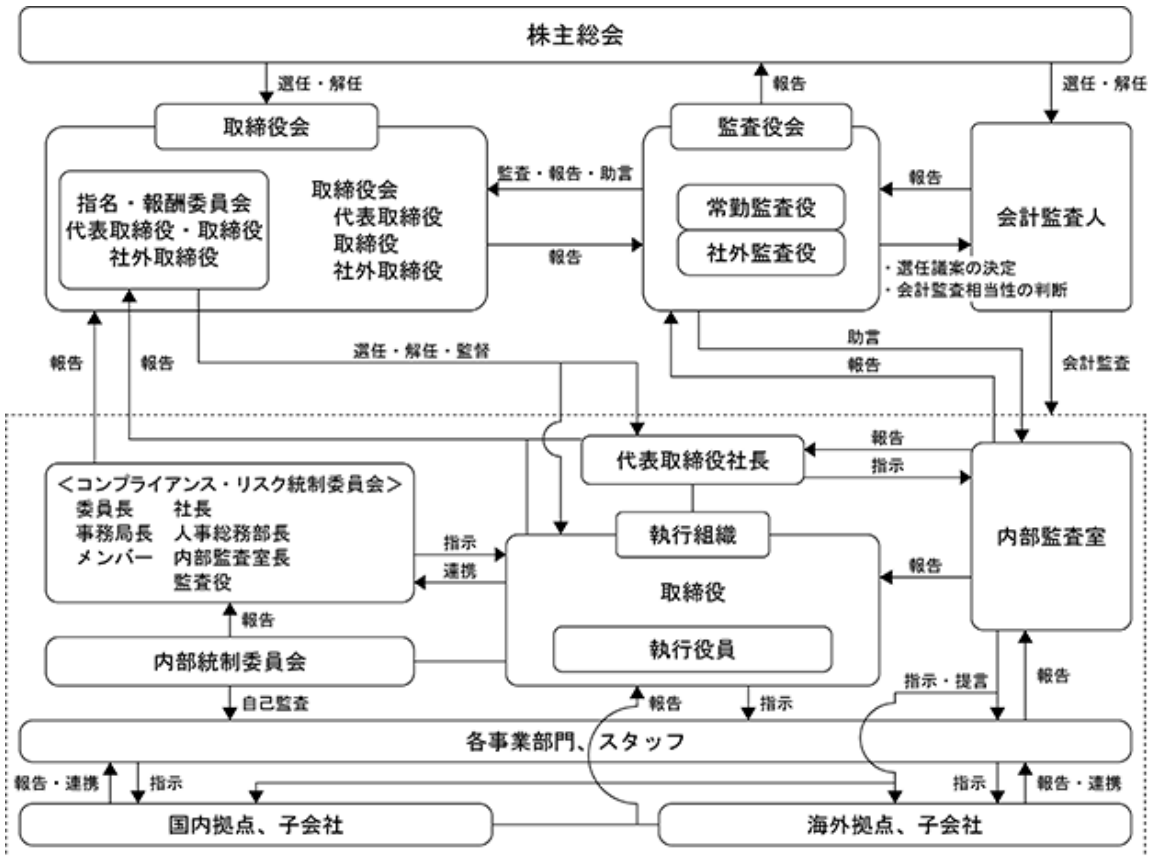 株主総会
選任・解任
報告
選任・解任
取締役会
監査役会
指名・報酬委員会
代表取締役・取締役
社外取締役
取締役会
代表取締役
取締役
社外取締役
監査・報告・助言
報告
常勤監査役
社外監査役
報告
・選任議案の決定
・会計監査相当性の判断
会計監査人
報告
報告
選任・解任・監督
助言
報告
会計監査
代表取締役社長
報告
指示
内部監査室
<コンプライアンス・リスク統制委員会>
委員長 社長
事務局長 人事総務部長
メンバー 内部監査室長
監査役
指示
連携
執行組織
取締役
執行役員
報告
報告
内部統制委員会
自己監査
報告
指示
指示・提言
報告
各事業部門、スタッフ
報告・連携
指示
指示
報告・連携
国内拠点、子会社
海外拠点、子会社